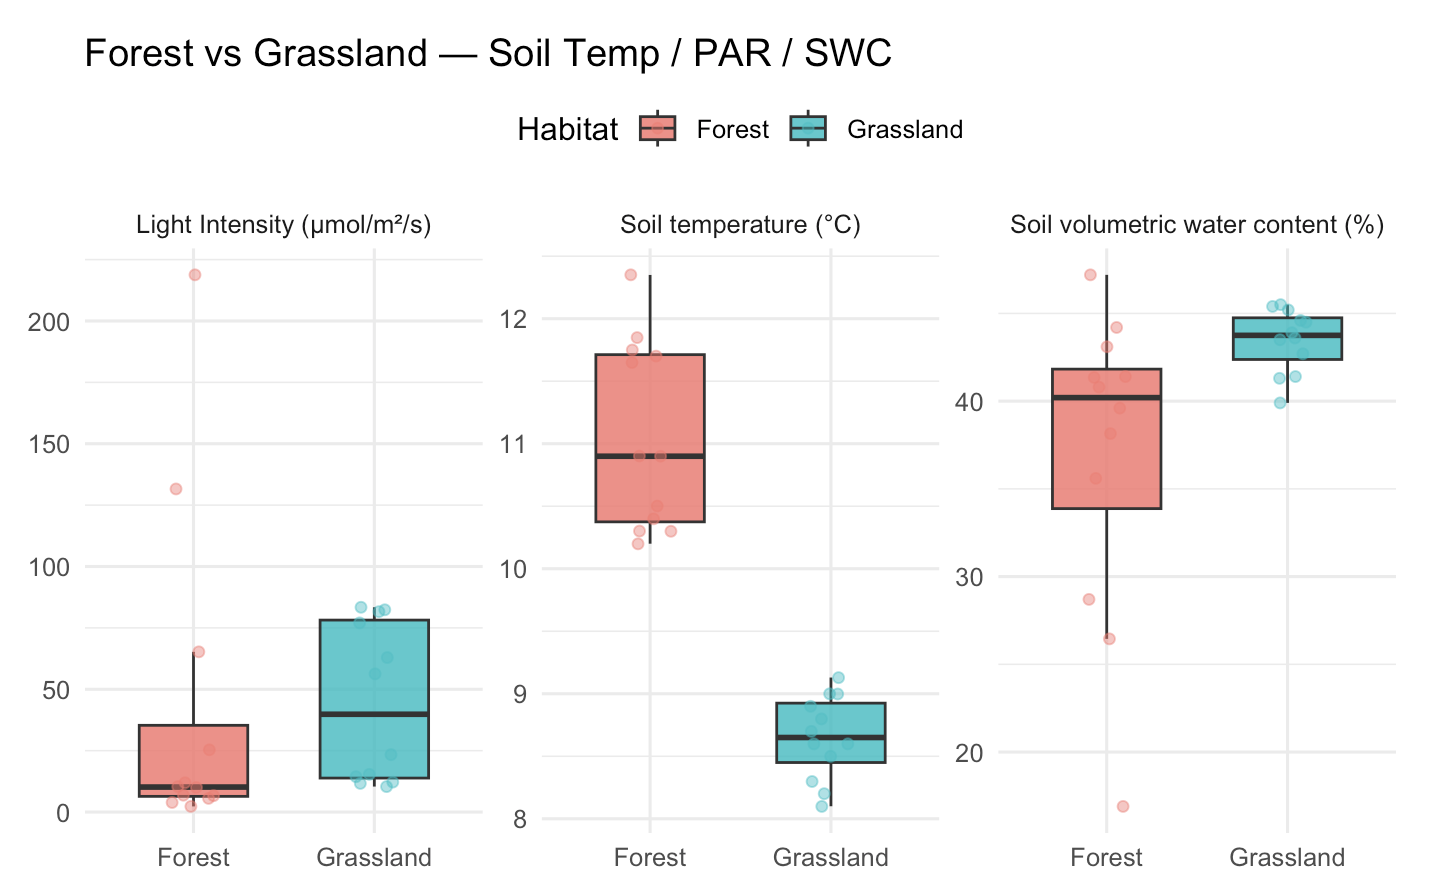 Forest vs Grassland — Soil Temp / PAR / SWC
Habitat Forest Grassland
Light Intensity (µmol/m²/s)
200
150
100
50
0
Forest Grassland
Soil temperature (°C)
12
11
10
9
8
Forest Grassland
Soil volumetric water content (%)
40
30
20
Forest Grassland